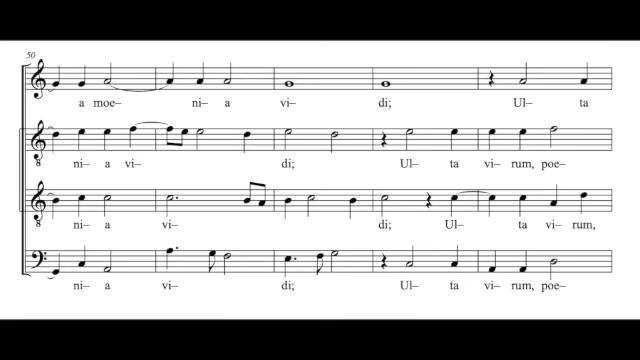 50
a moe– ni– a vi– di; Ul– ta
ni– a vi– di; Ul– ta vi– rum, poe–
ni– a vi– di; Ul– ta vi– rum,
ni– a vi– di; Ul– ta vi– rum, poe–